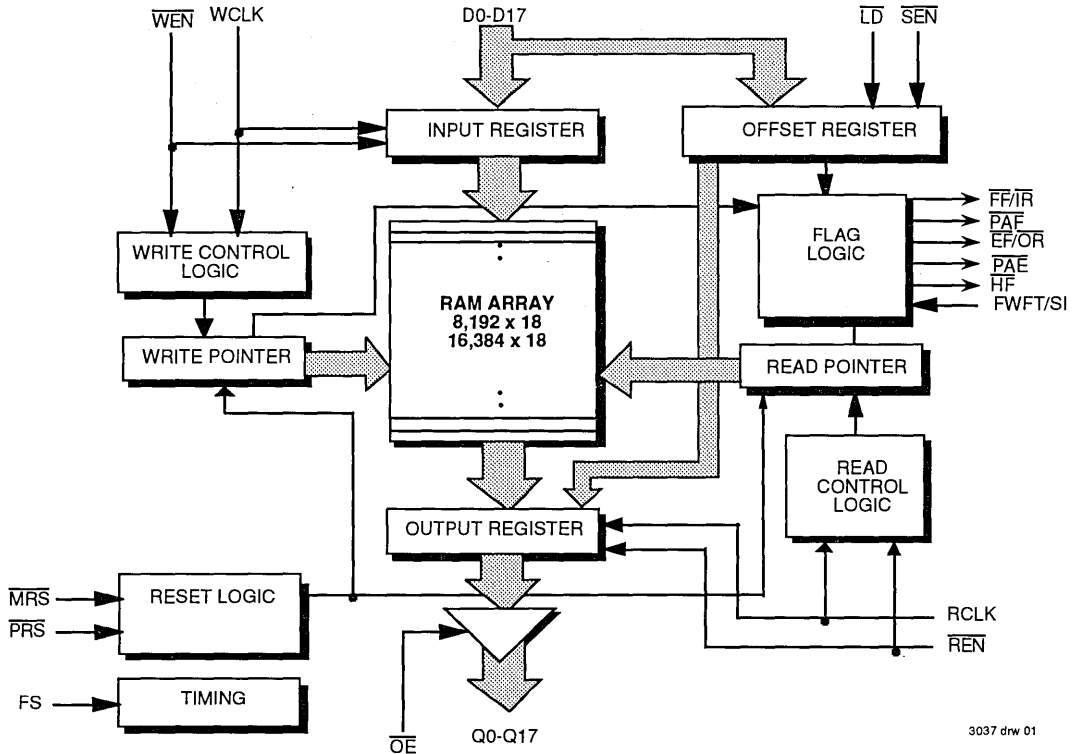 WEN WCLK D0-D17 LD SEN
INPUT REGISTER
OFFSET REGISTER
WRITE CONTROL
LOGIC
FLAG
LOGIC
FF/IR
PAF
EF/OR
PAE
HF
FWFT/SI
RAM ARRAY
8,192 x 18
16,384 x 18
WRITE POINTER
READ POINTER
READ
CONTROL
LOGIC
OUTPUT REGISTER
MRS
PRS
RESET LOGIC
RCLK
REN
FS
TIMING
OE
Q0-Q17
3037 drw 01